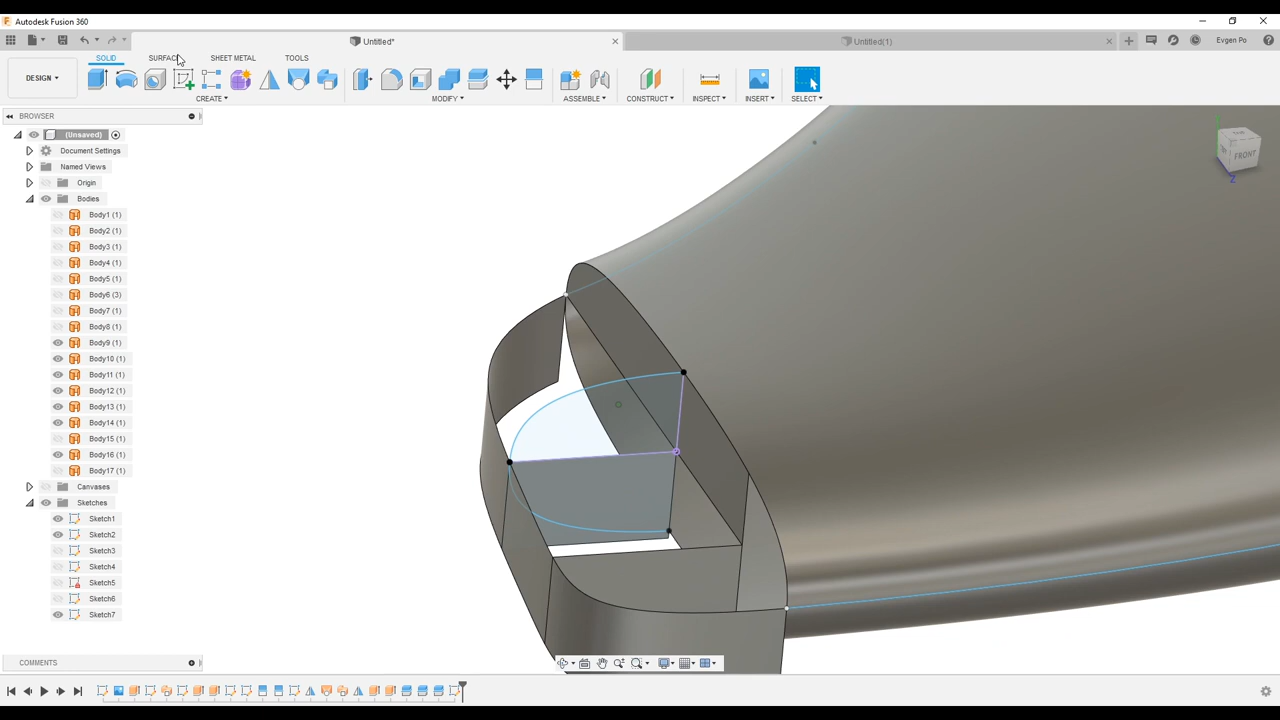 Autodesk Fusion 360
Untitled*
Untitled(1)
Evgen Po
SOLID
SURFAC
SHEET METAL
TOOLS
DESIGN
CREATE
MODIFY
ASSEMBLE
CONSTRUCT
INSPECT
INSERT
SELECT
BROWSER
(Unsaved)
Document Settings
Named Views
Origin
Bodies
Body1 (1)
Body2 (1)
Body3 (1)
Body4 (1)
Body5 (1)
Body6 (3)
Body7 (1)
Body8 (1)
Body9 (1)
Body10 (1)
Body11 (1)
Body12 (1)
Body13 (1)
Body14 (1)
Body15 (1)
Body16 (1)
Body17 (1)
Canvases
Sketches
Sketch1
Sketch2
Sketch3
Sketch4
Sketch5
Sketch6
Sketch7
FRONT
Z
COMMENTS